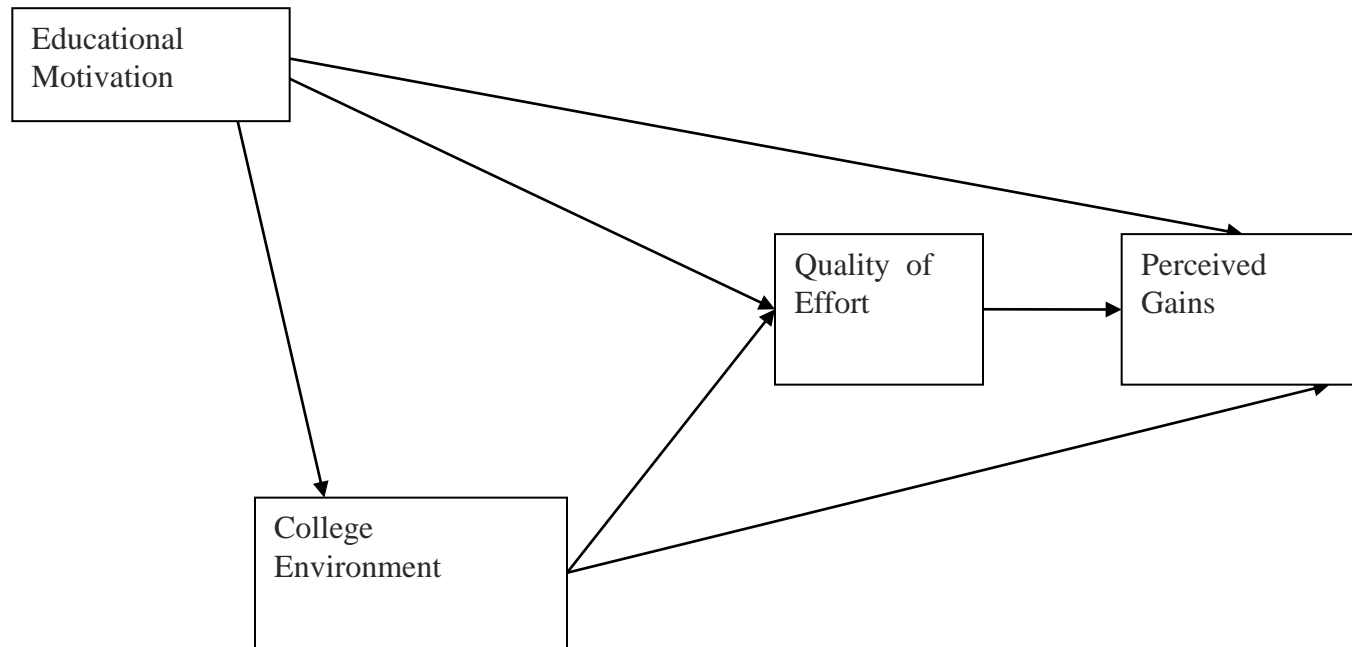 Educational
Motivation
Quality of
Effort
Perceived
Gains
College
Environment